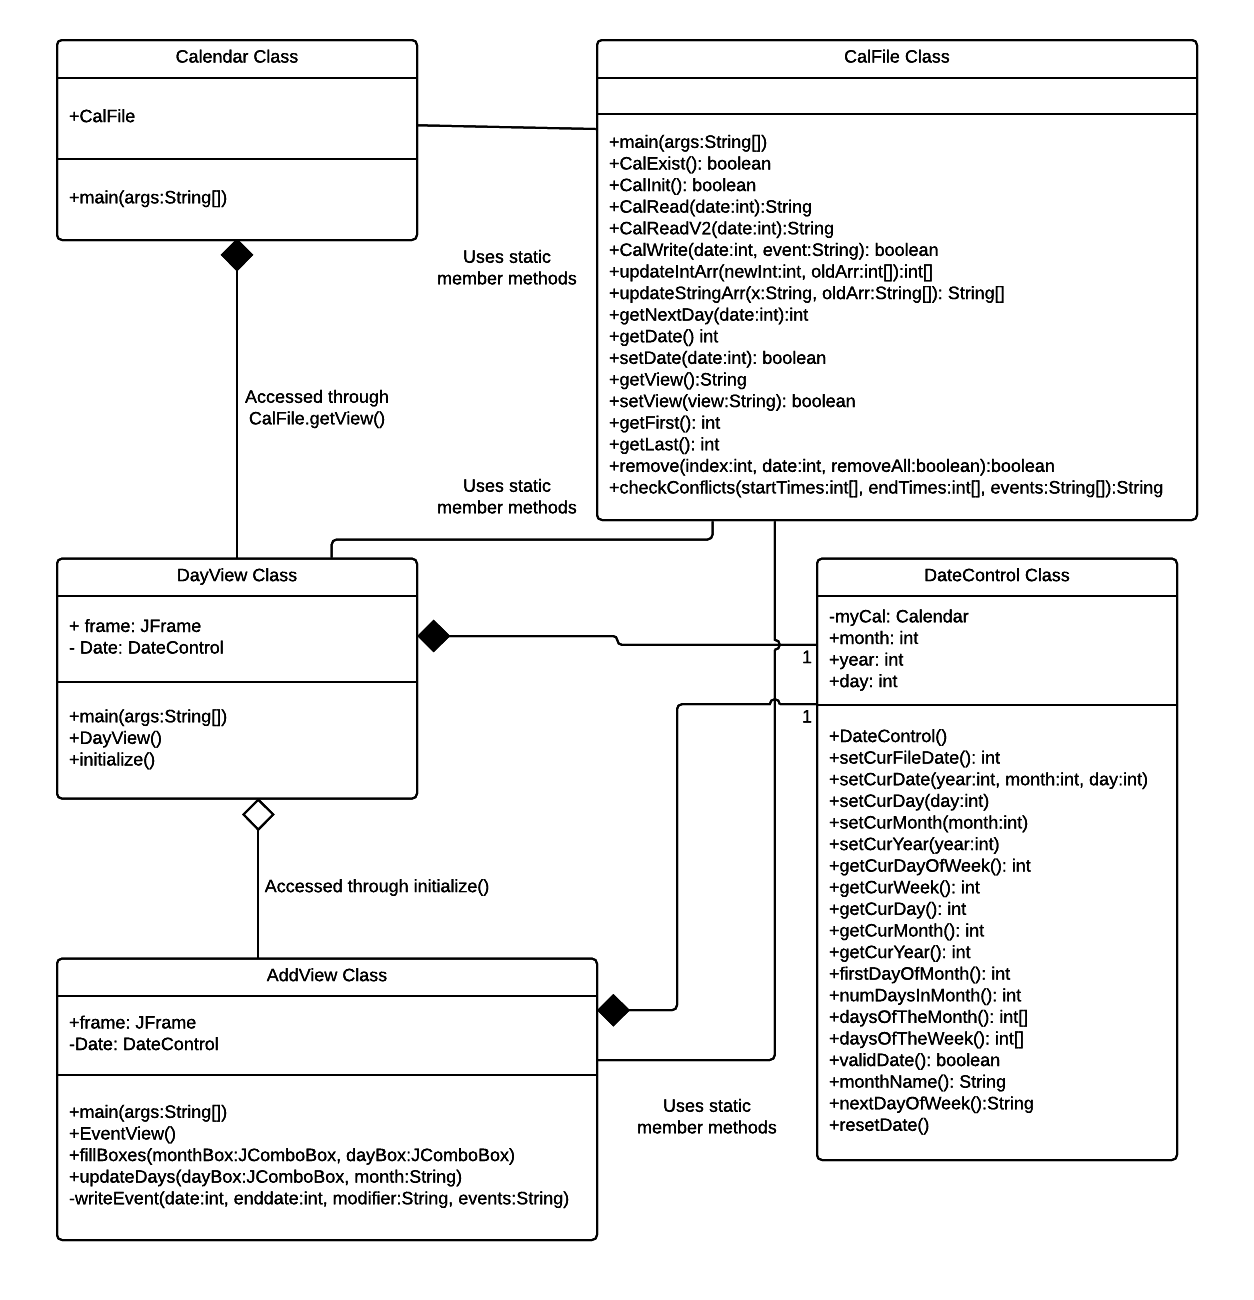 Calendar Class
+CalFile
+main(args:String[])
CalFile Class
+main(args:String[])
+CalExist(): boolean
+CalInit(): boolean
+CalRead(date:int):String
+CalReadV2(date:int):String
+CalWrite(date:int, event:String): boolean
+updateIntArr(newInt:int, oldArr:int[]):int[]
+updateStringArr(x:String, oldArr:String[]): String[]
+getNextDay(date:int):int
+getDate() int
+setDate(date:int): boolean
+getView():String
+setView(view:String): boolean
+getFirst(): int
+getLast(): int
+remove(index:int, date:int, removeAll:boolean):boolean
+checkConflicts(startTimes:int[], endTimes:int[], events:String[]):String
Uses static
member methods
Accessed through
CalFile.getView()
Uses static
member methods
DayView Class
+ frame: JFrame
- Date: DateControl
+main(args:String[])
+DayView()
+initialize()
1
1
DateControl Class
-myCal: Calendar
+month: int
+year: int
+day: int
+DateControl()
+setCurFileDate(): int
+setCurDate(year:int, month:int, day:int)
+setCurDay(day:int)
+setCurMonth(month:int)
+setCurYear(year:int)
+getCurDayOfWeek(): int
+getCurWeek(): int
+getCurDay(): int
+getCurMonth(): int
+getCurYear(): int
+firstDayOfMonth(): int
+numDaysInMonth(): int
+daysOfTheMonth(): int[]
+daysOfTheWeek(): int[]
+validDate(): boolean
+monthName(): String
+nextDayOfWeek():String
+resetDate()
Accessed through initialize()
AddView Class
+frame: JFrame
-Date: DateControl
+main(args:String[])
+EventView()
+fillBoxes(monthBox:JComboBox, dayBox:JComboBox)
+updateDays(dayBox:JComboBox, month:String)
-writeEvent(date:int, enddate:int, modifier:String, events:String)
Uses static
member methods